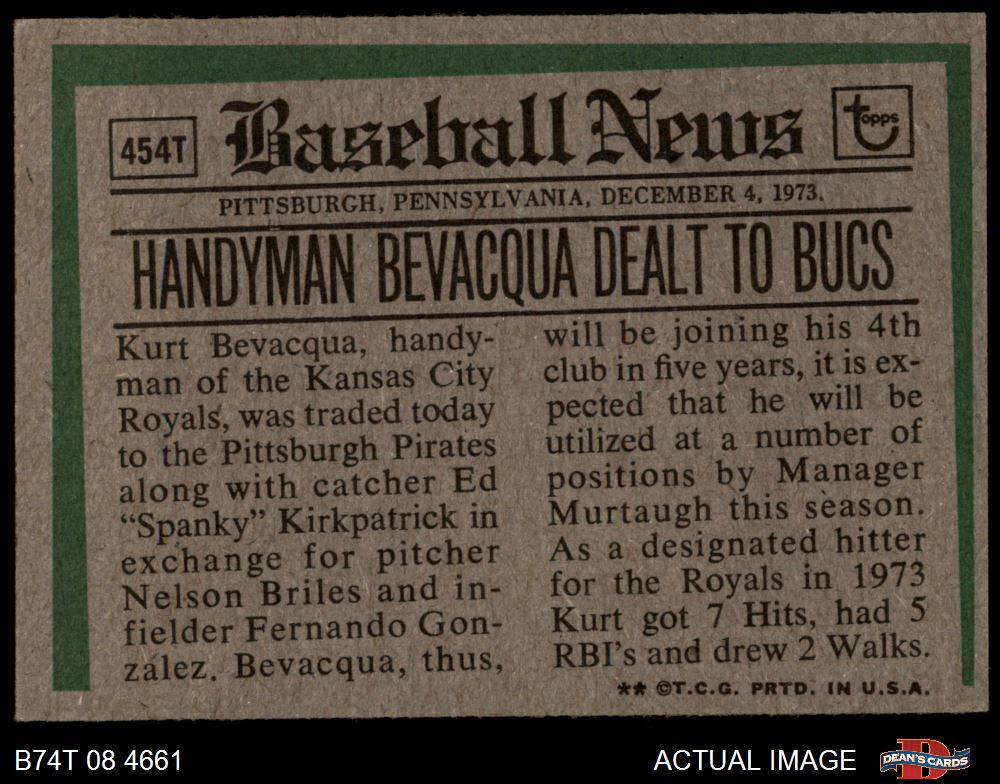 454T
Baseball News
topps
PITTSBURGH, PENNSYLVANIA, DECEMBER 4, 1973.
HANDYMAN BEVACQUA DEALT TO BUCS
Kurt Bevacqua, handy-
man of the Kansas City
Royals, was traded today
to the Pittsburgh Pirates
along with catcher Ed
“Spanky” Kirkpatrick in
exchange for pitcher
Nelson Briles and in-
fielder Fernando Gon-
zalez. Bevacqua, thus,
will be joining his 4th
club in five years, it is ex-
pected that he will be
utilized at a number of
positions by Manager
Murtaugh this season.
As a designated hitter
for the Royals in 1973
Kurt got 7 Hits, had 5
RBI's and drew 2 Walks.
** ©T.C.G. PRTD. IN U.S.A.
B74T 08 4661
ACTUAL IMAGE
DEAN'S CARDS